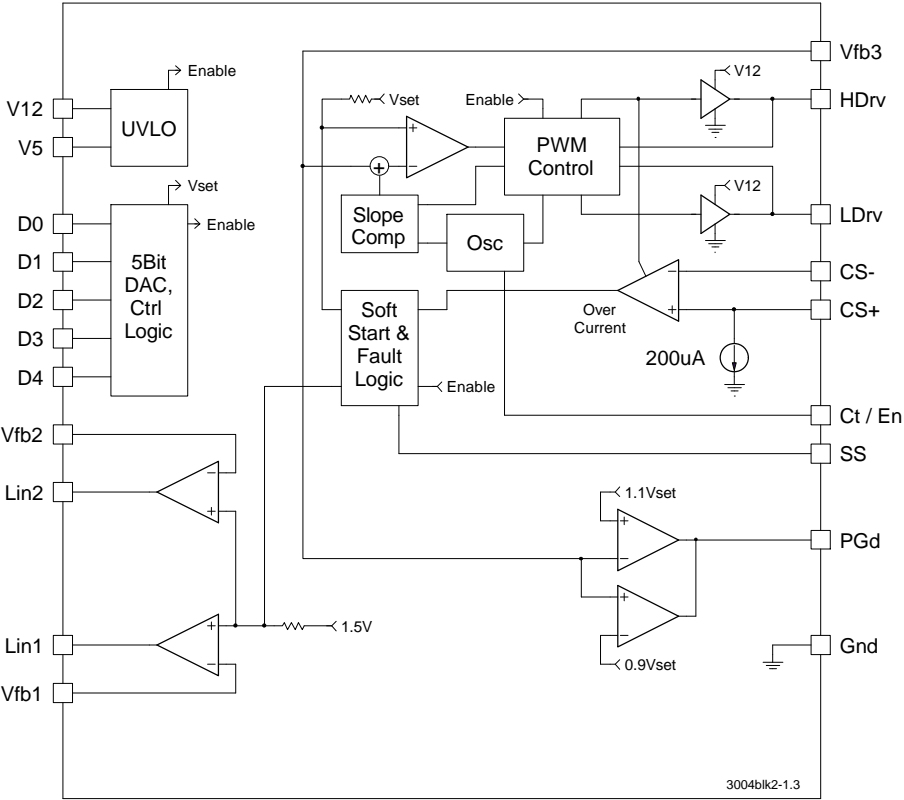 Vfb3
Enable
V12
V12
UVLO
Vset
Enable
HDrv
V5
PWM
Control
+
−
+
Vset
V12
D0
Enable
Slope
Comp
Osc
LDrv
D1
5Bit
DAC,
Ctrl
Logic
D2
D3
D4
CS-
−
+
CS+
Over
Current
Soft
Start &
Fault
Logic
200uA
Enable
Ct / En
Vfb2
SS
−
+
Lin2
1.1Vset
+
−
PGd
+
−
0.9Vset
1.5V
+
−
Lin1
Gnd
Vfb1
3004blk2-1.3